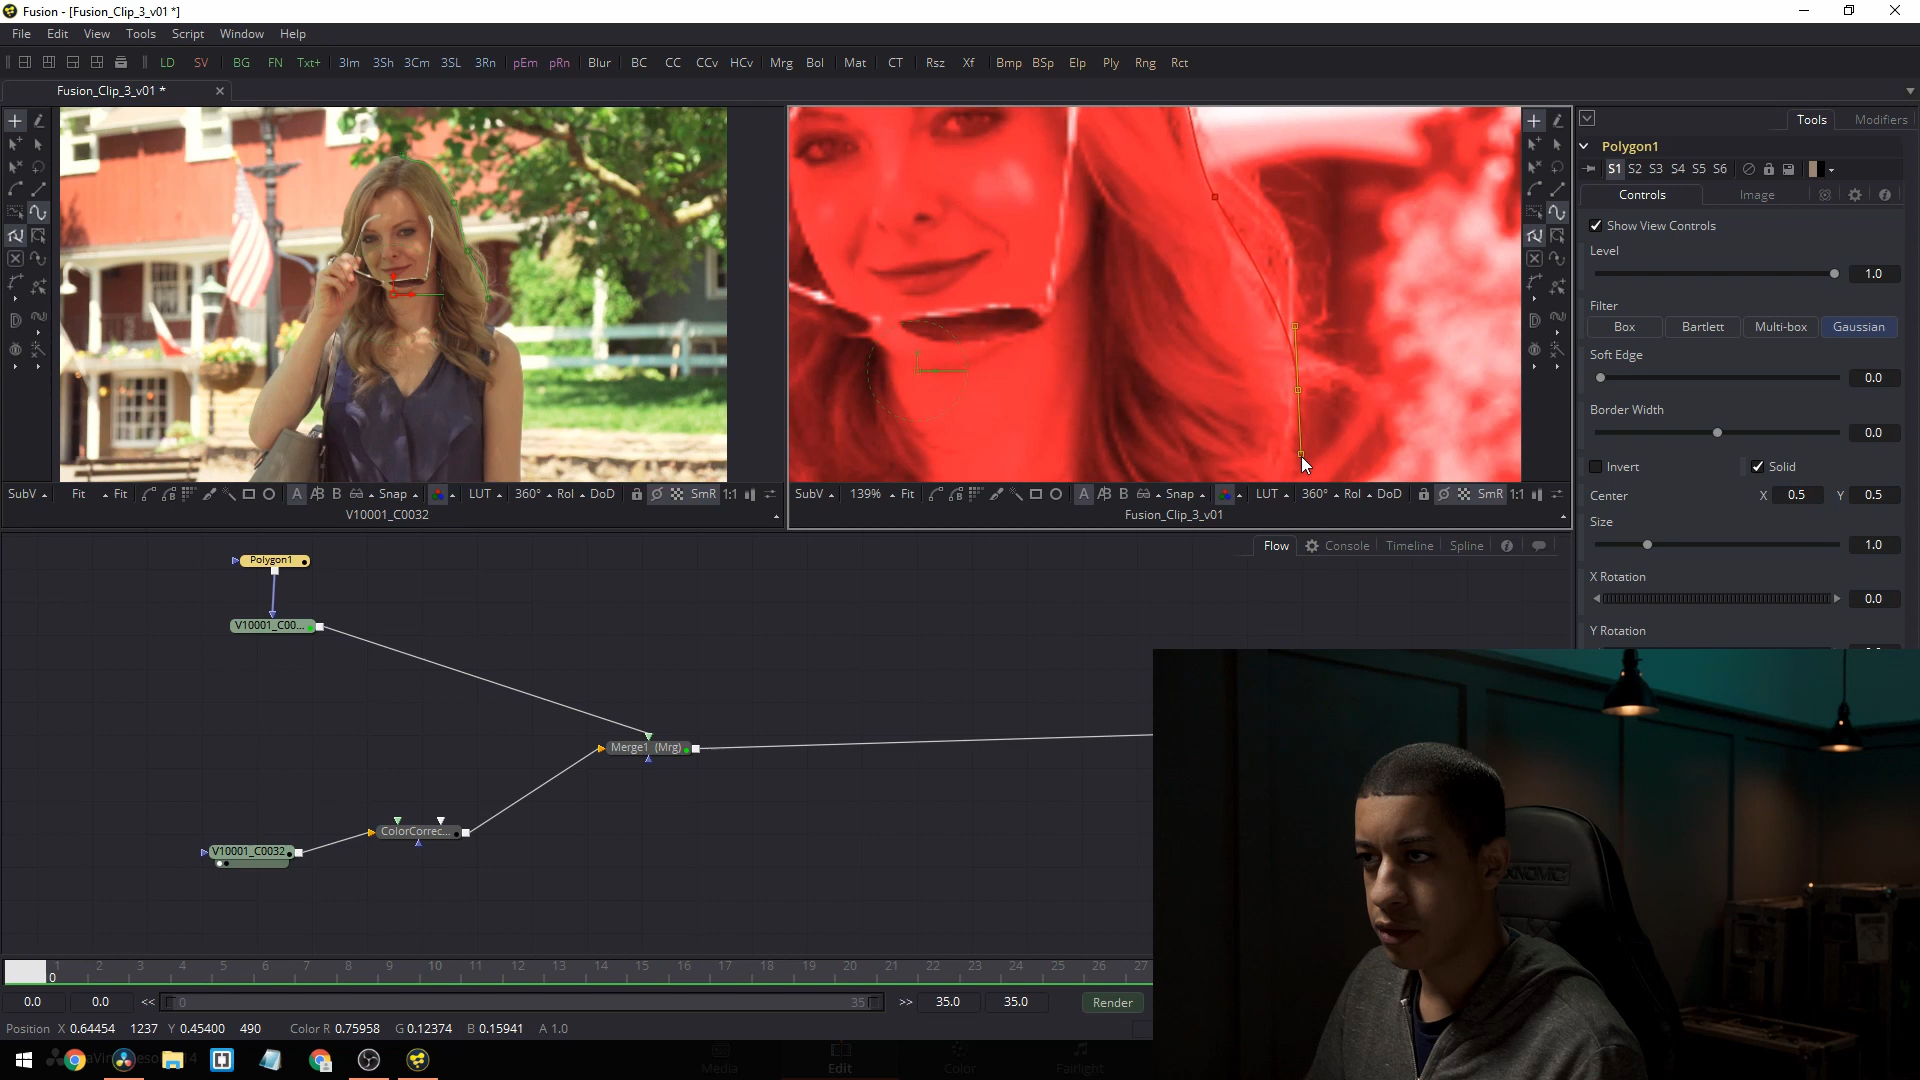 Fusion - [Fusion_Clip_3_v01 *]
File Edit View Tools Script Window Help
LD SV BG FN Txt+ 3Im 3Sh 3Cm 3SL 3Rn pEm pRn Blur BC CC CCv HCv Mrg Bol Mat CT Rsz Xf Bmp BSp Elp Ply Rng Rct
Fusion_Clip_3_v01 *
Tools Modifiers
Polygon1
S1 S2 S3 S4 S5 S6
Controls Image
Show View Controls
Level
1.0
Filter
Box Bartlett Multi-box Gaussian
Soft Edge
0.0
Border Width
0.0
Invert Solid
Center X 0.5 Y 0.5
Size
1.0
X Rotation
0.0
Y Rotation
SubV Fit Fit A B Snap LUT 360° RoI DoD SmR 1:1
V10001_C0032
SubV 139% Fit A B Snap LUT 360° RoI DoD SmR 1:1
Fusion_Clip_3_v01
Flow Console Timeline Spline
Polygon1
V10001_C00...
Merge1 (Mrg)
ColorCorrec...
V10001_C0032
0 1 2 3 4 5 6 7 8 9 10 11 12 13 14 15 16 17 18 19 20 21 22 23 24 25 26 27
0.0 0.0 << 0 35 >> 35.0 35.0 Render
Position X 0.64454 1237 Y 0.45400 490 Color R 0.75958 G 0.12374 B 0.15941 A 1.0
Media Edit Color Fairlight